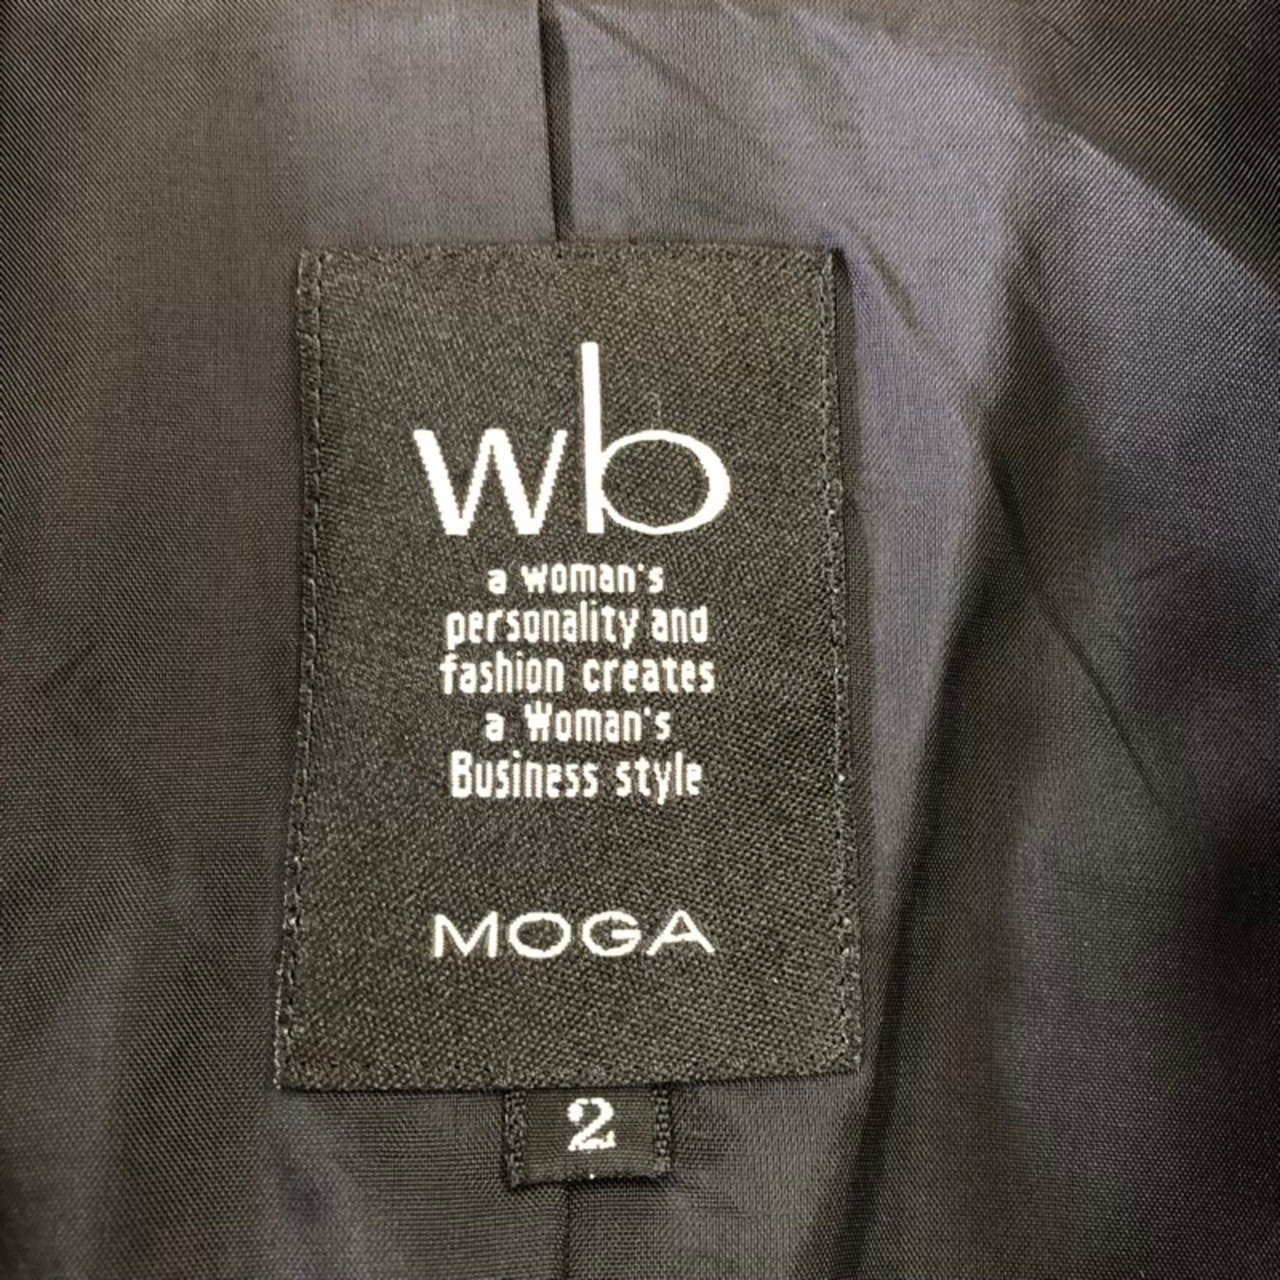 wb
a woman's
personality and
fashion creates
a Woman's
Business style
MOGA
2